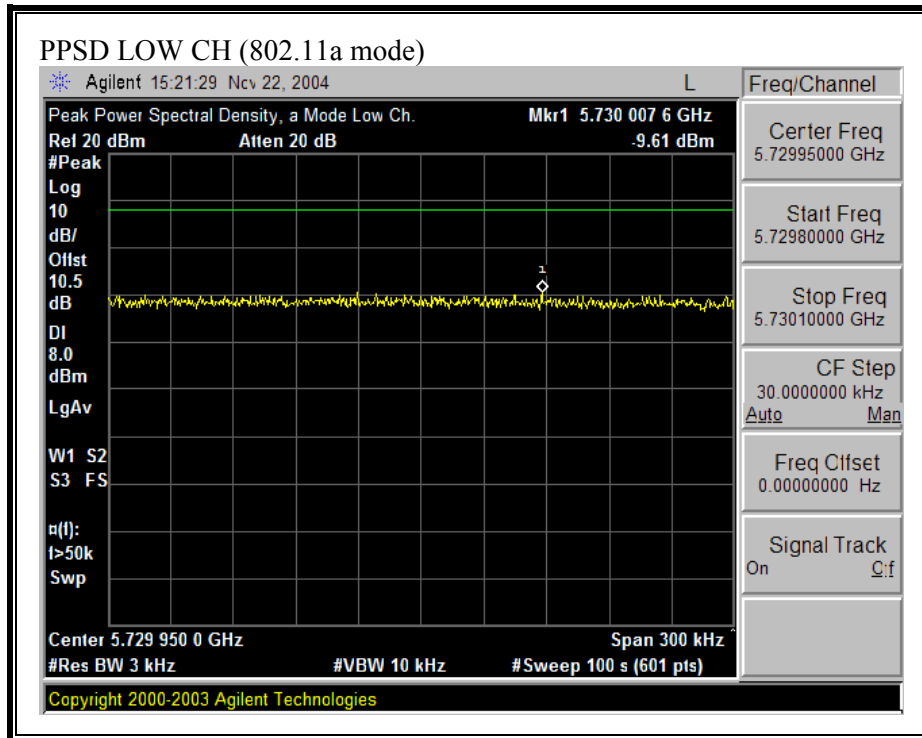 PPSD LOW CH (802.11a mode)
Agilent 15:21:29 Nov 22, 2004 L
Peak Power Spectral Density, a Mode Low Ch. Mkr1 5.730 007 6 GHz
Ref 20 dBm Atten 20 dB -9.61 dBm
#Peak
Log
10
dB/
Offst
10.5
dB
DI
8.0
dBm
LgAv
W1 S2
S3 FS
¤(f):
f>50k
Swp
1
Center 5.729 950 0 GHz Span 300 kHz ^
#Res BW 3 kHz #VBW 10 kHz #Sweep 100 s (601 pts)
Copyright 2000-2003 Agilent Technologies
Freq/Channel
Center Freq
5.72995000 GHz
Start Freq
5.72980000 GHz
Stop Freq
5.73010000 GHz
CF Step
30.0000000 kHz
Auto Man
Freq Offset
0.00000000 Hz
Signal Track
On Off